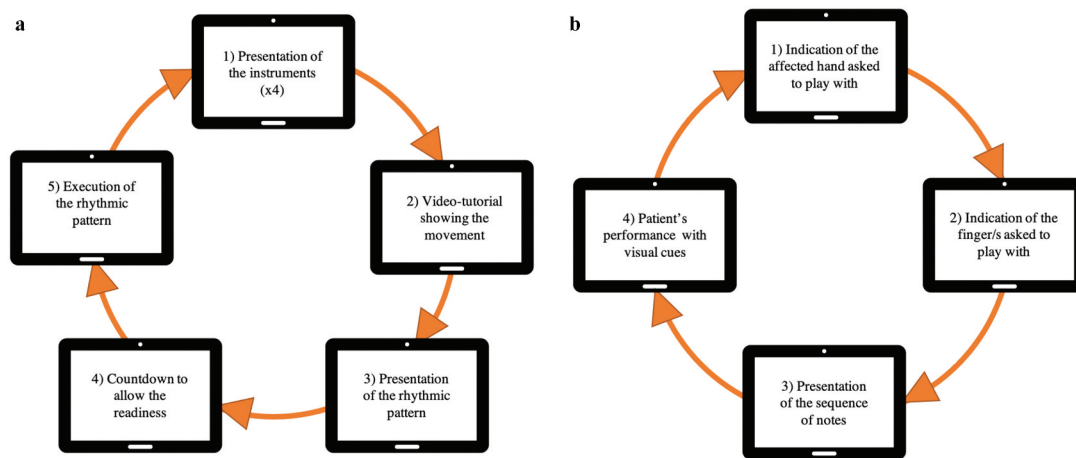 a
1) Presentation of
the instruments
(x4)
2) Video-tutorial
showing the
movement
3) Presentation
of the rhythmic
pattern
4) Countdown to
allow the
readiness
5) Execution of
the rhythmic
pattern
b
1) Indication of the
affected hand asked
to play with
2) Indication of the
finger/s asked to
play with
3) Presentation
of the sequence
of notes
4) Patient’s
performance with
visual cues